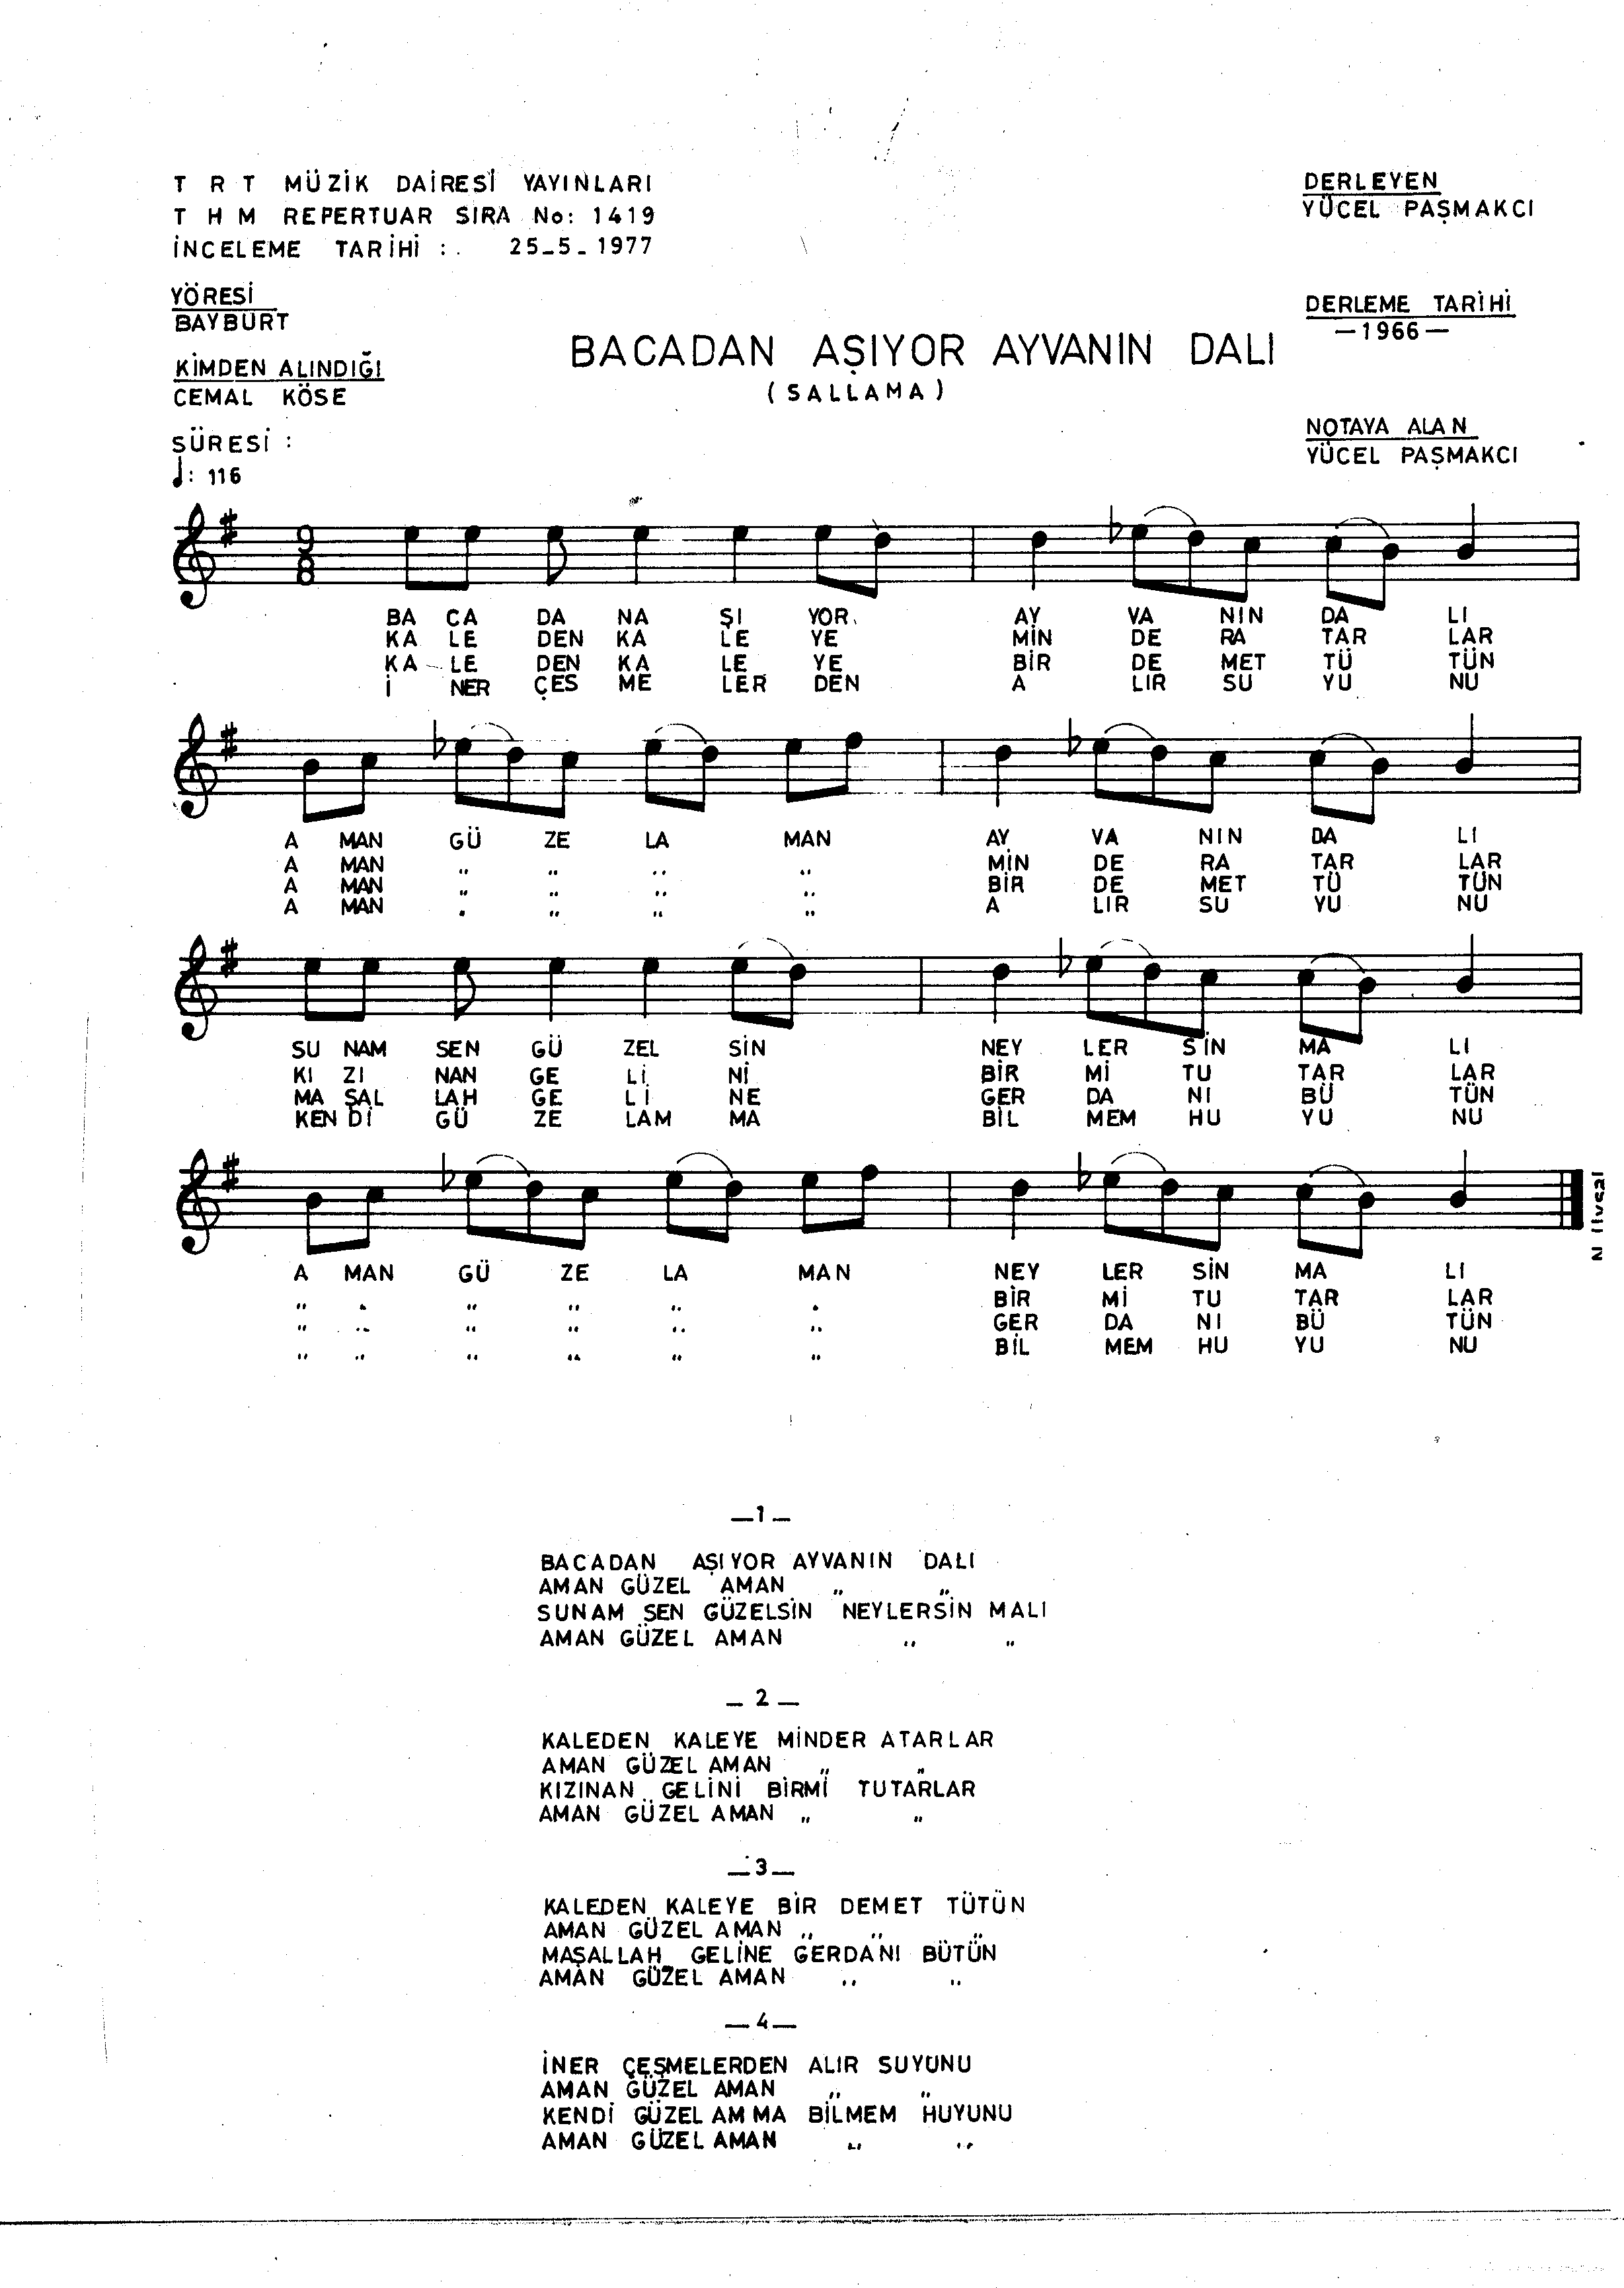 T R T MÜZİK DAİRESİ YAYINLARI
T H M REPERTUAR SIRA No: 1419
İNCELEME TARİHİ : 25_5_1977
DERLEYEN
YÜCEL PAŞMAKCI
YÖRESİ
BAYBURT
DERLEME TARİHİ
—1966—
BACADAN AŞIYOR AYVANIN DALI
(SALLAMA)
KİMDEN ALINDIĞI
CEMAL KÖSE
NOTAYA ALAN
YÜCEL PAŞMAKCI
SÜRESİ :
♩: 116
9
8
BA CA DA NA ŞI YOR AY VA NIN DA LI
KA LE DEN KA LE YE MİN DE RA TAR LAR
KA LE DEN KA LE YE BİR DE MET TÜ TÜN
İ NER ÇES ME LER DEN A LIR SU YU NU
A MAN GÜ ZE LA MAN AY VA NIN DA LI
A MAN " " " " MİN DE RA TAR LAR
A MAN " " " " BİR DE MET TÜ TÜN
A MAN " " " " A LIR SU YU NU
SU NAM SEN GÜ ZEL SİN NEY LER SİN MA LI
KI ZI NAN GE Lİ Nİ BİR Mİ TU TAR LAR
MA ŞAL LAH GE Lİ NE GER DA NI BÜ TÜN
KEN Dİ GÜ ZE LAM MA BİL MEM HU YU NU
A MAN GÜ ZE LA MAN NEY LER SİN MA LI
" " " " " " BİR Mİ TU TAR LAR
" " " " " " GER DA NI BÜ TÜN
" " " " " " BİL MEM HU YU NU
—1—
BACADAN AŞIYOR AYVANIN DALI
AMAN GÜZEL AMAN " "
SUNAM SEN GÜZELSİN NEYLERSİN MALI
AMAN GÜZEL AMAN " "
— 2 —
KALEDEN KALEYE MİNDER ATARLAR
AMAN GÜZEL AMAN " "
KIZINAN GELİNİ BİRMİ TUTARLAR
AMAN GÜZEL AMAN " "
—3—
KALEDEN KALEYE BİR DEMET TÜTÜN
AMAN GÜZEL AMAN " " "
MAŞALLAH GELİNE GERDANI BÜTÜN
AMAN GÜZEL AMAN " "
—4—
İNER ÇEŞMELERDEN ALIR SUYUNU
AMAN GÜZEL AMAN " "
KENDİ GÜZEL AMMA BİLMEM HUYUNU
AMAN GÜZEL AMAN " "